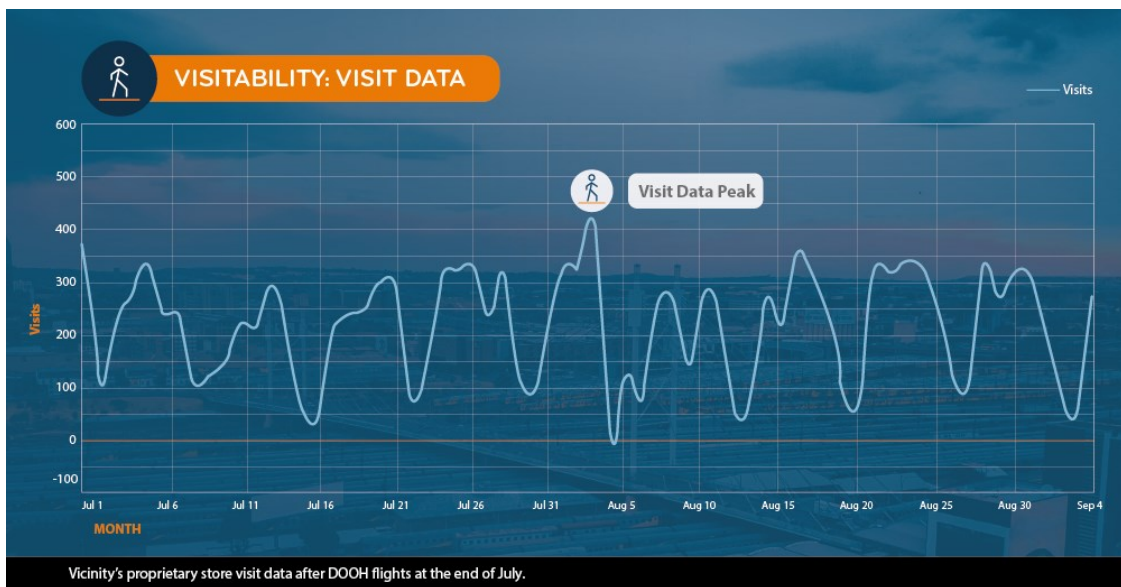 VISITABILITY: VISIT DATA
Visits
600
500
Visit Data Peak
400
300
Visits
200
100
0
-100
Jul 1 Jul 6 Jul 11 Jul 16 Jul 21 Jul 26 Jul 31 Aug 5 Aug 10 Aug 15 Aug 20 Aug 25 Aug 30 Sep 4
MONTH
Vicinity's proprietary store visit data after DOOH flights at the end of July.